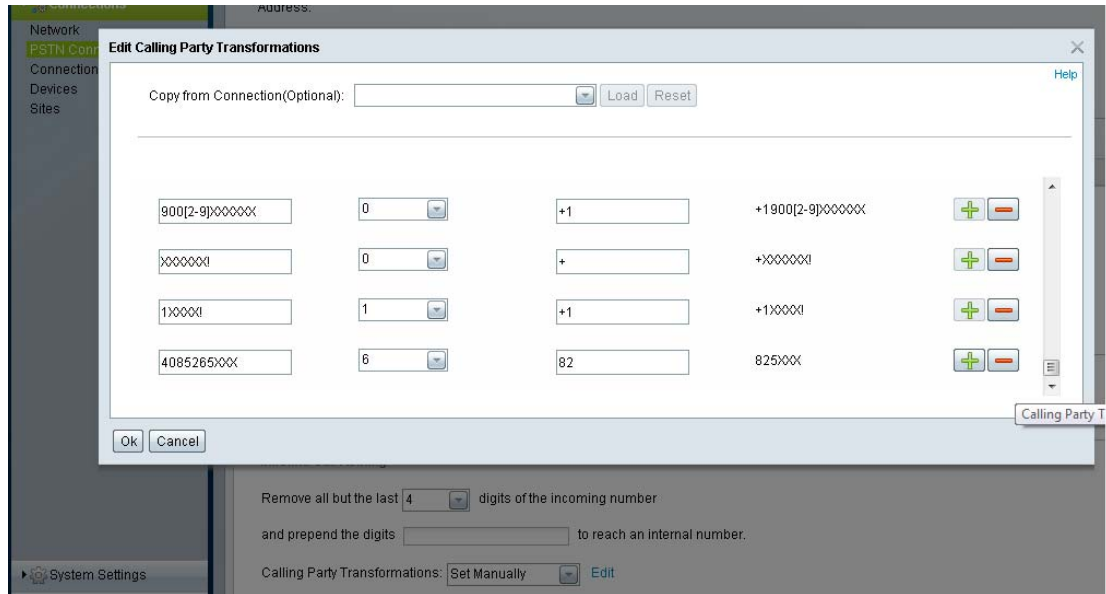 Connections
Address.
Network
PSTN Conn
Connection
Devices
Sites
Edit Calling Party Transformations
Help
Copy from Connection(Optional):
Load
Reset
900[2-9]XXXXXX
0
+1
+1900[2-9]XXXXXX
XXXXXX!
0
+
+XXXXXX!
1XXXX!
1
+1
+1XXXX!
4085265XXX
6
82
825XXX
Calling Party T
Ok
Cancel
Remove all but the last 4 digits of the incoming number
and prepend the digits to reach an internal number.
System Settings
Calling Party Transformations: Set Manually Edit